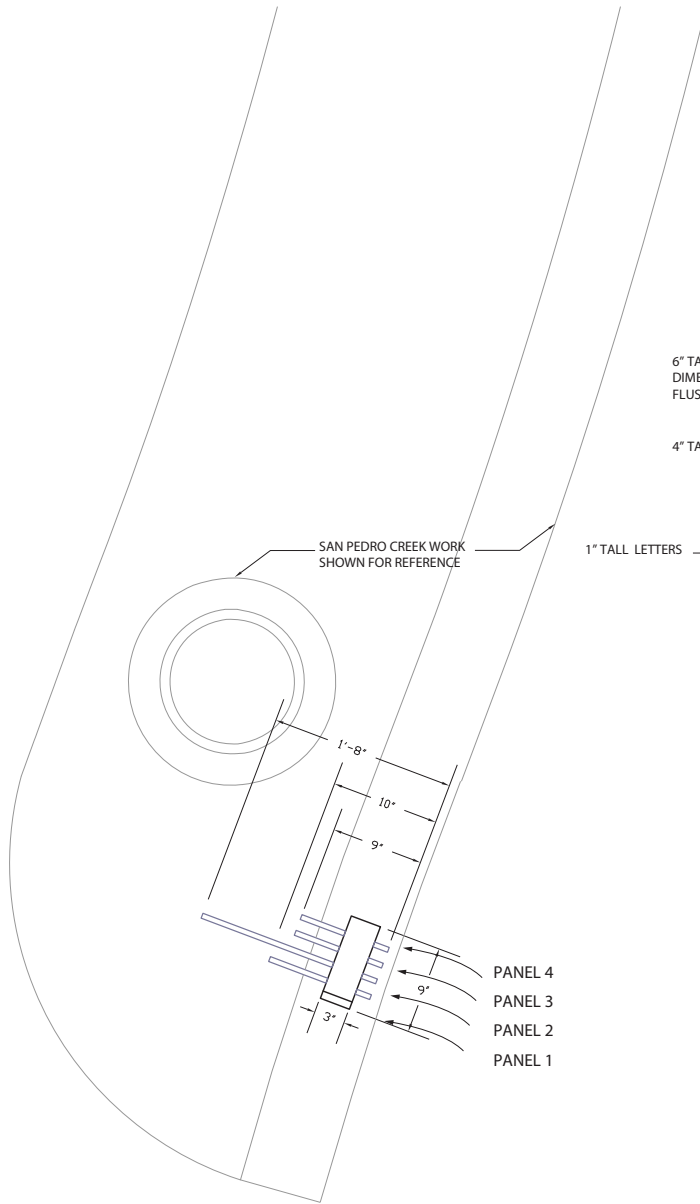 6" TA
DIME
FLUS
4" TA
SAN PEDRO CREEK WORK
SHOWN FOR REFERENCE
1" TALL LETTERS
1'-8"
10"
9"
PANEL 4
PANEL 3
9"
PANEL 2
3"
PANEL 1